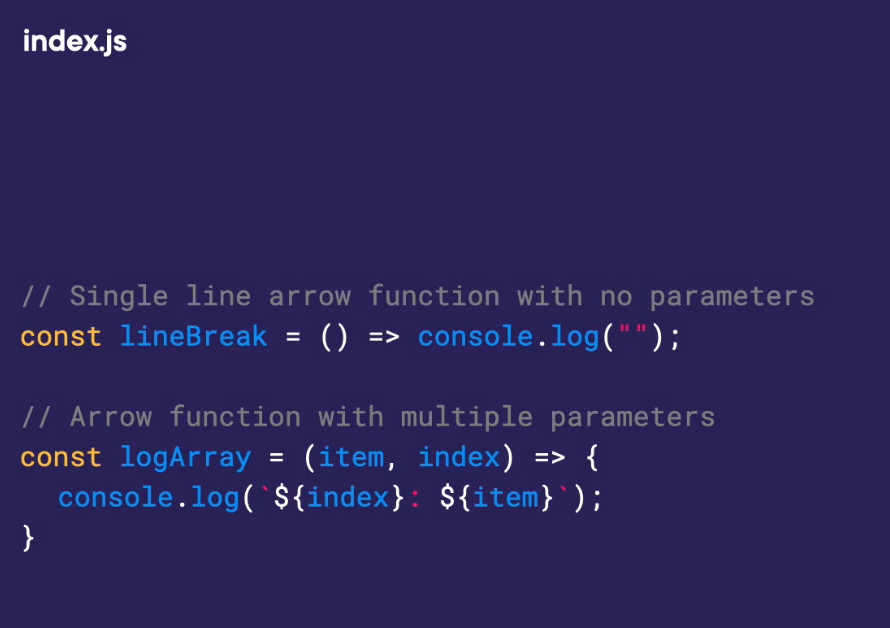 index.js
// Single line arrow function with no parameters
const lineBreak = () => console.log("");
// Arrow function with multiple parameters
const logArray = (item, index) => {
console.log(`${index}: ${item}`);
}